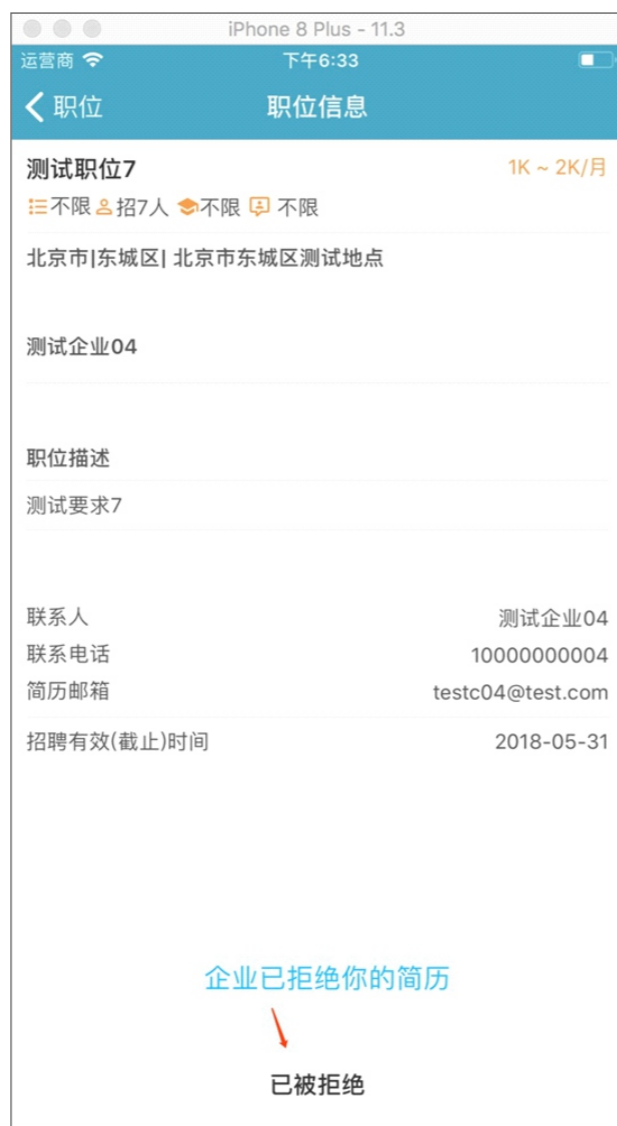 iPhone 8 Plus - 11.3
运营商 下午6:33
职位 职位信息
测试职位7 1K ~ 2K/月
不限 招7人 不限 不限
北京市|东城区| 北京市东城区测试地点
测试企业04
职位描述
测试要求7
联系人 测试企业04
联系电话 10000000004
简历邮箱 testc04@test.com
招聘有效(截止)时间 2018-05-31
企业已拒绝你的简历
已被拒绝